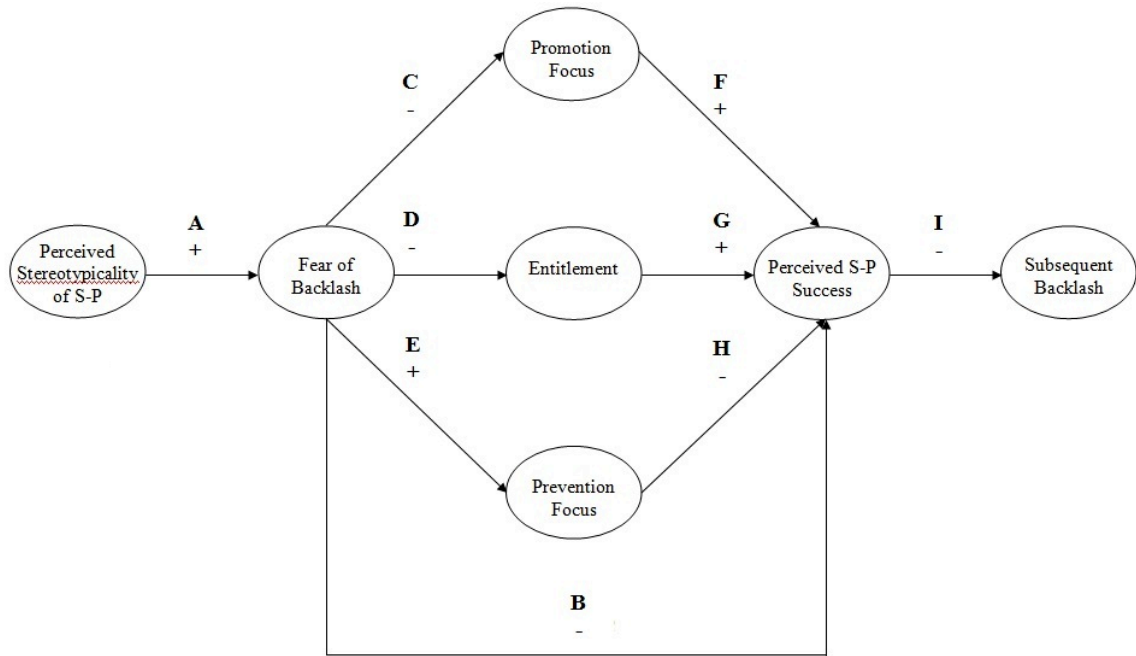 Promotion
Focus
C
-
F
+
A
+
D
-
G
+
I
-
Perceived
Stereotypicality
of S-P
Fear of
Backlash
Entitlement
Perceived S-P
Success
Subsequent
Backlash
E
+
H
-
Prevention
Focus
B
-